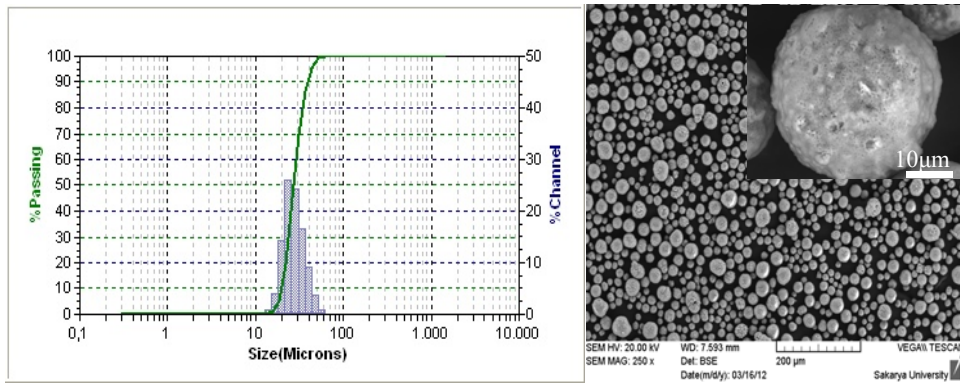 100
90
80
70
60
50
40
30
20
10
0
%Passing
50
40
30
20
10
0
%Channel
0,1 1 10 100 1.000 10.000
Size(Microns)
10μm
SEM HV: 20.00 kV WD: 7.593 mm VEGA\\ TESCA
SEM MAG: 250 x Det: BSE 200 μm
Date(m/d/y): 03/16/12 Sakarya University